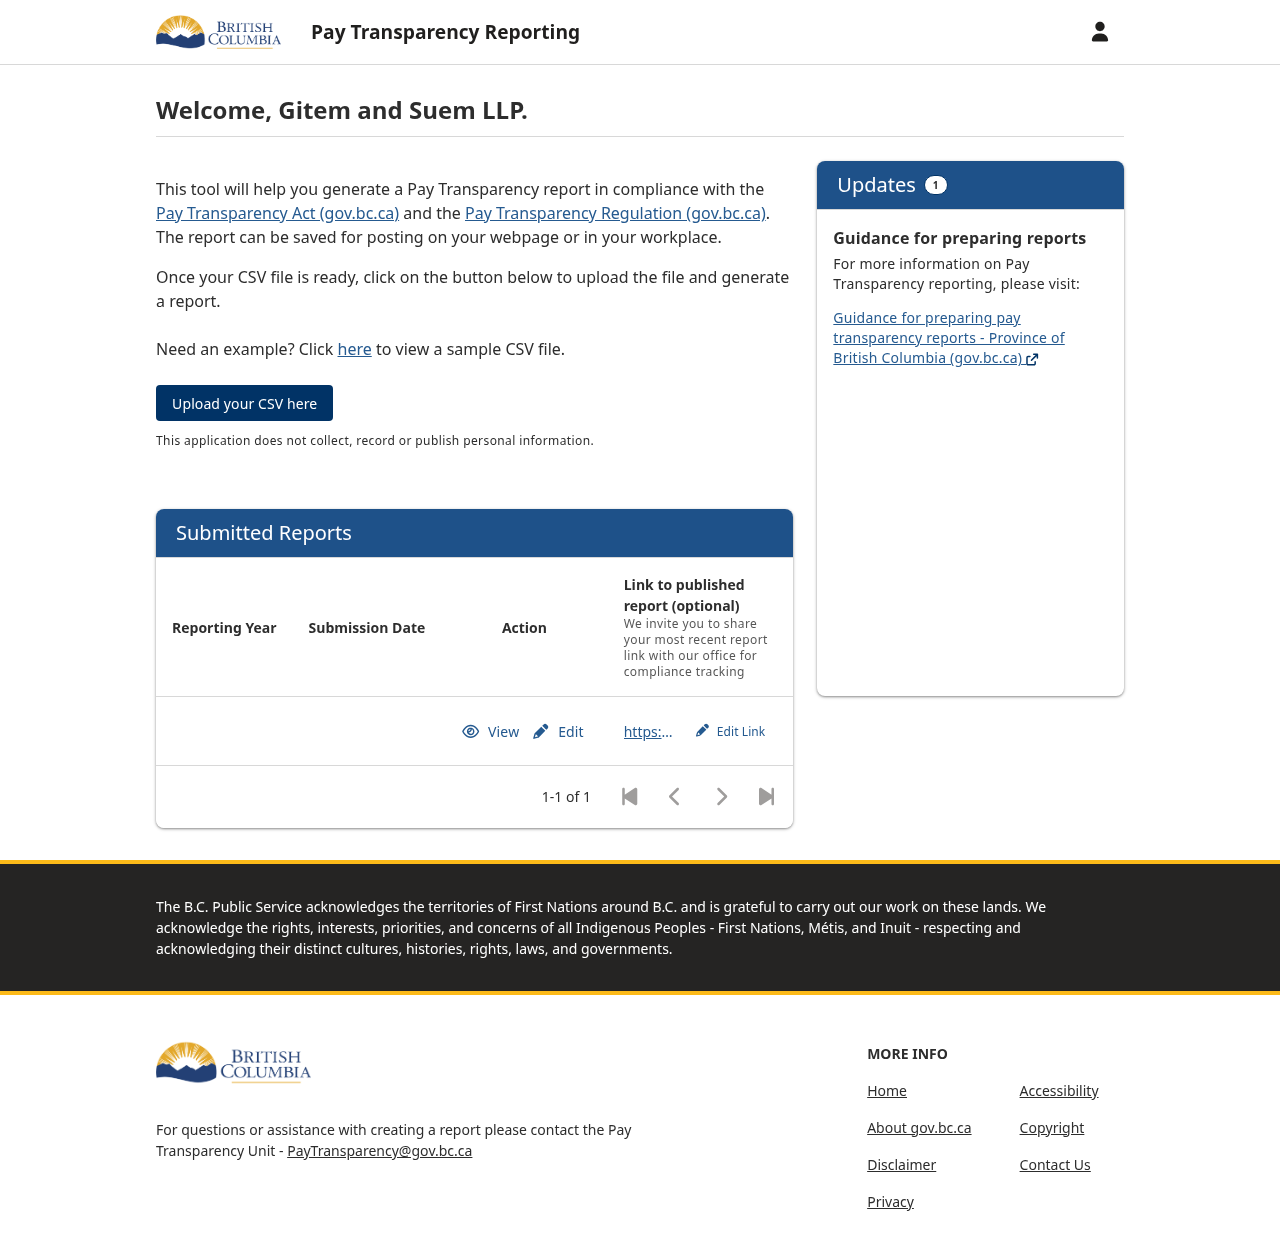 British Columbia
Pay Transparency Reporting
Welcome, Gitem and Suem LLP.
This tool will help you generate a Pay Transparency report in compliance with the
Pay Transparency Act (gov.bc.ca) and the Pay Transparency Regulation (gov.bc.ca).
The report can be saved for posting on your webpage or in your workplace.
Once your CSV file is ready, click on the button below to upload the file and generate
a report.
Need an example? Click here to view a sample CSV file.
Upload your CSV here
This application does not collect, record or publish personal information.
Updates 1
Guidance for preparing reports
For more information on Pay
Transparency reporting, please visit:
Guidance for preparing pay
transparency reports - Province of
British Columbia (gov.bc.ca)
Submitted Reports
Reporting Year
Submission Date
Action
Link to published
report (optional)
We invite you to share
your most recent report
link with our office for
compliance tracking
View Edit https:... Edit Link
1-1 of 1
The B.C. Public Service acknowledges the territories of First Nations around B.C. and is grateful to carry out our work on these lands. We
acknowledge the rights, interests, priorities, and concerns of all Indigenous Peoples - First Nations, Métis, and Inuit - respecting and
acknowledging their distinct cultures, histories, rights, laws, and governments.
British Columbia
For questions or assistance with creating a report please contact the Pay
Transparency Unit - PayTransparency@gov.bc.ca
MORE INFO
Home Accessibility
About gov.bc.ca Copyright
Disclaimer Contact Us
Privacy